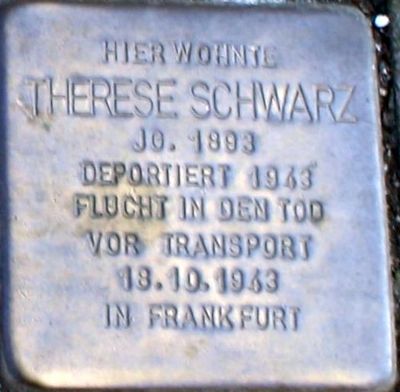 HIER WOHNTE
THERESE SCHWARZ
JG. 1893
DEPORTIERT 1943
FLUCHT IN DEN TOD
VOR TRANSPORT
18.10.1943
IN FRANKFURT